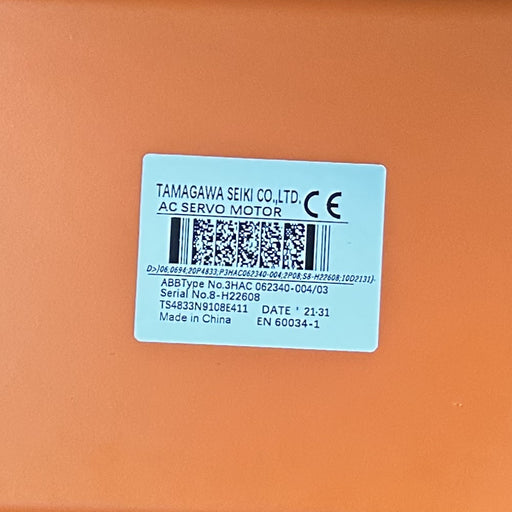 TAMAGAWA SEIKI CO.,LTD. CE
AC SERVO MOTOR
D>)06;0694;20P4833;P3HAC062340-004;2P08;S8-H22608;10D2131)-
ABBType No.3HAC 062340-004/03
Serial No.8-H22608
TS4833N9108E411 DATE ' 21·31
Made in China EN 60034-1